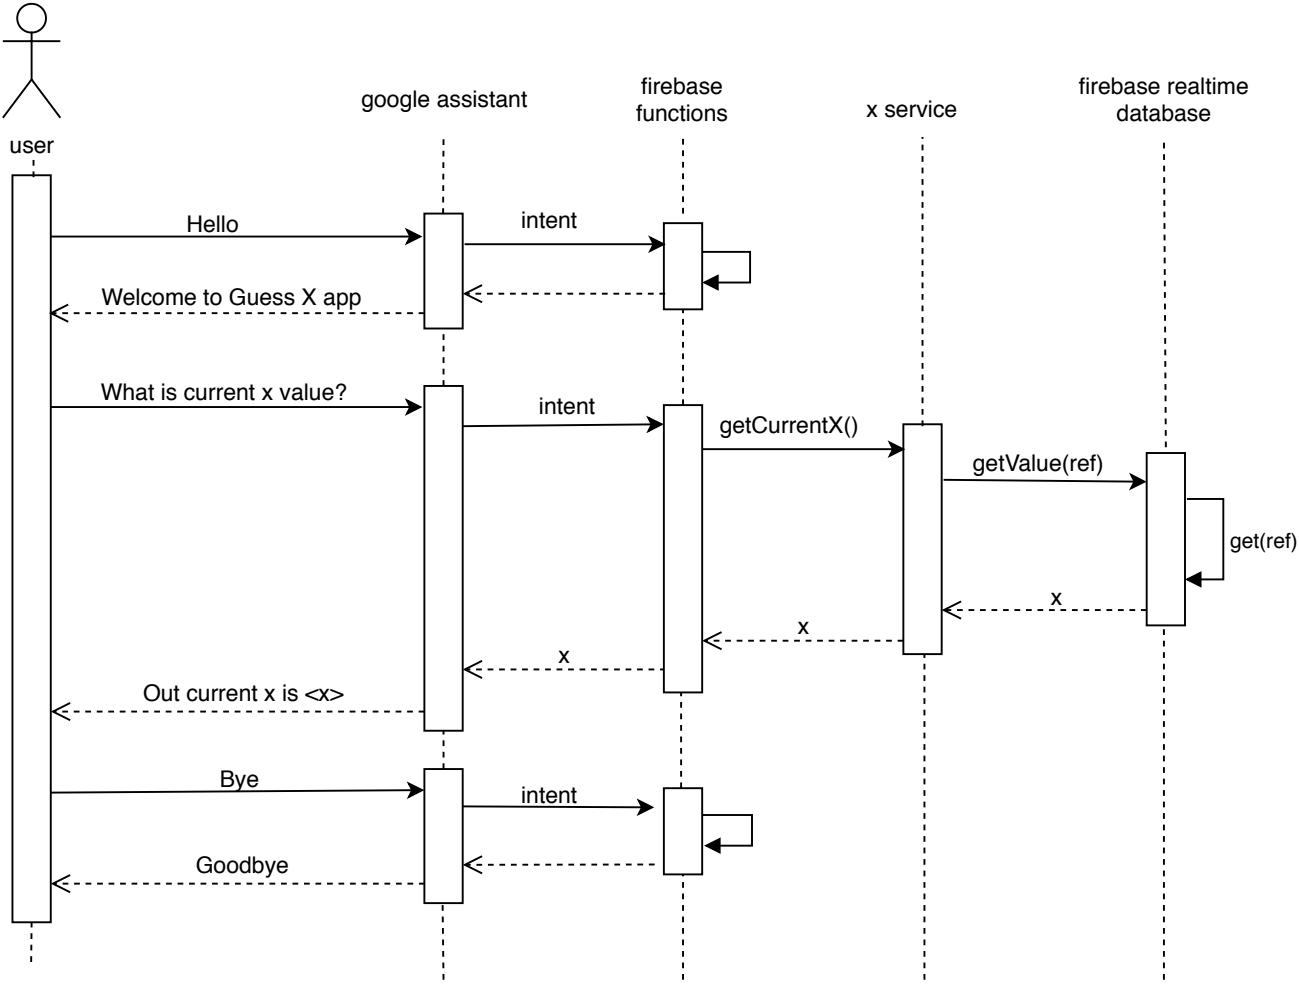 user
google assistant
firebase
functions
x service
firebase realtime
database
Hello
intent
Welcome to Guess X app
What is current x value?
intent
getCurrentX()
getValue(ref)
get(ref)
x
x
x
Out current x is <x>
Bye
intent
Goodbye